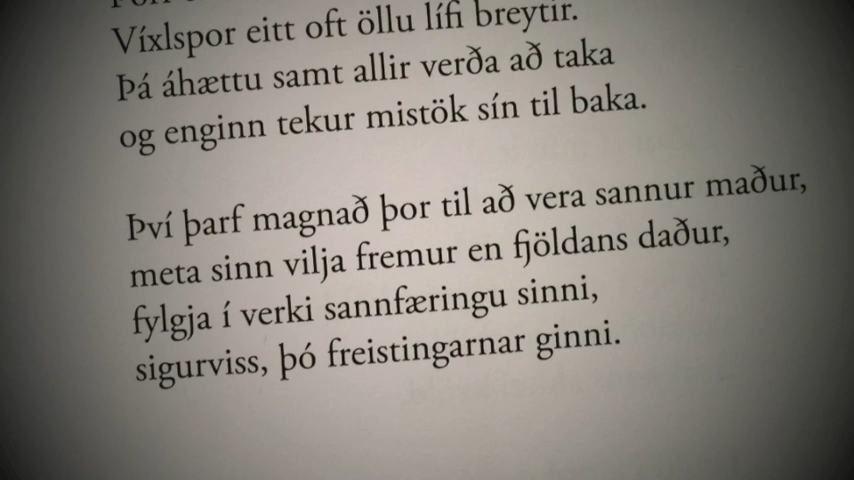 Víxlspor eitt oft öllu lífi breytir.
Þá áhættu samt allir verða að taka
og enginn tekur mistök sín til baka.
Því þarf magnað þor til að vera sannur maður,
meta sinn vilja fremur en fjöldans daður,
fylgja í verki sannfæringu sinni,
sigurviss, þó freistingarnar ginni.